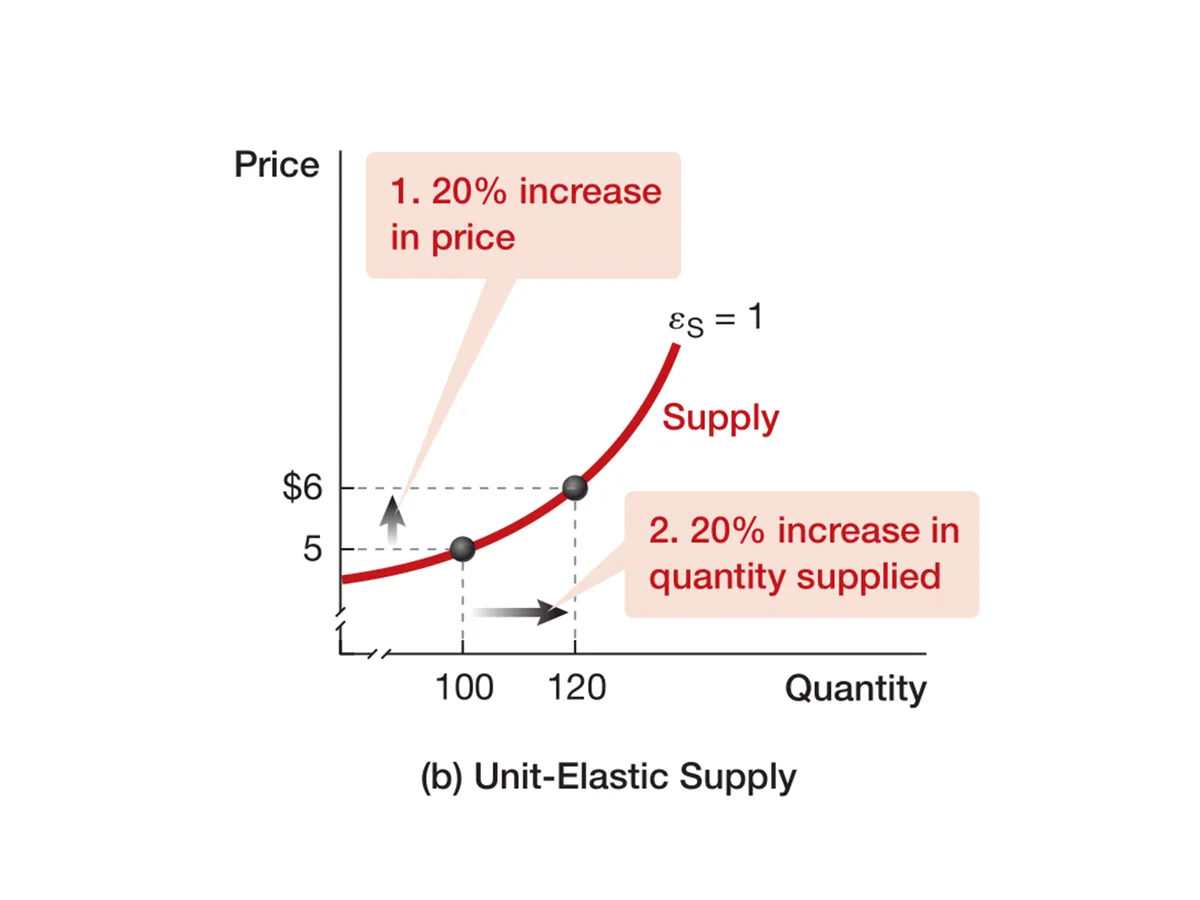 Price
1. 20% increase
in price
εS = 1
Supply
$6
5
2. 20% increase in
quantity supplied
100
120
Quantity
(b) Unit-Elastic Supply